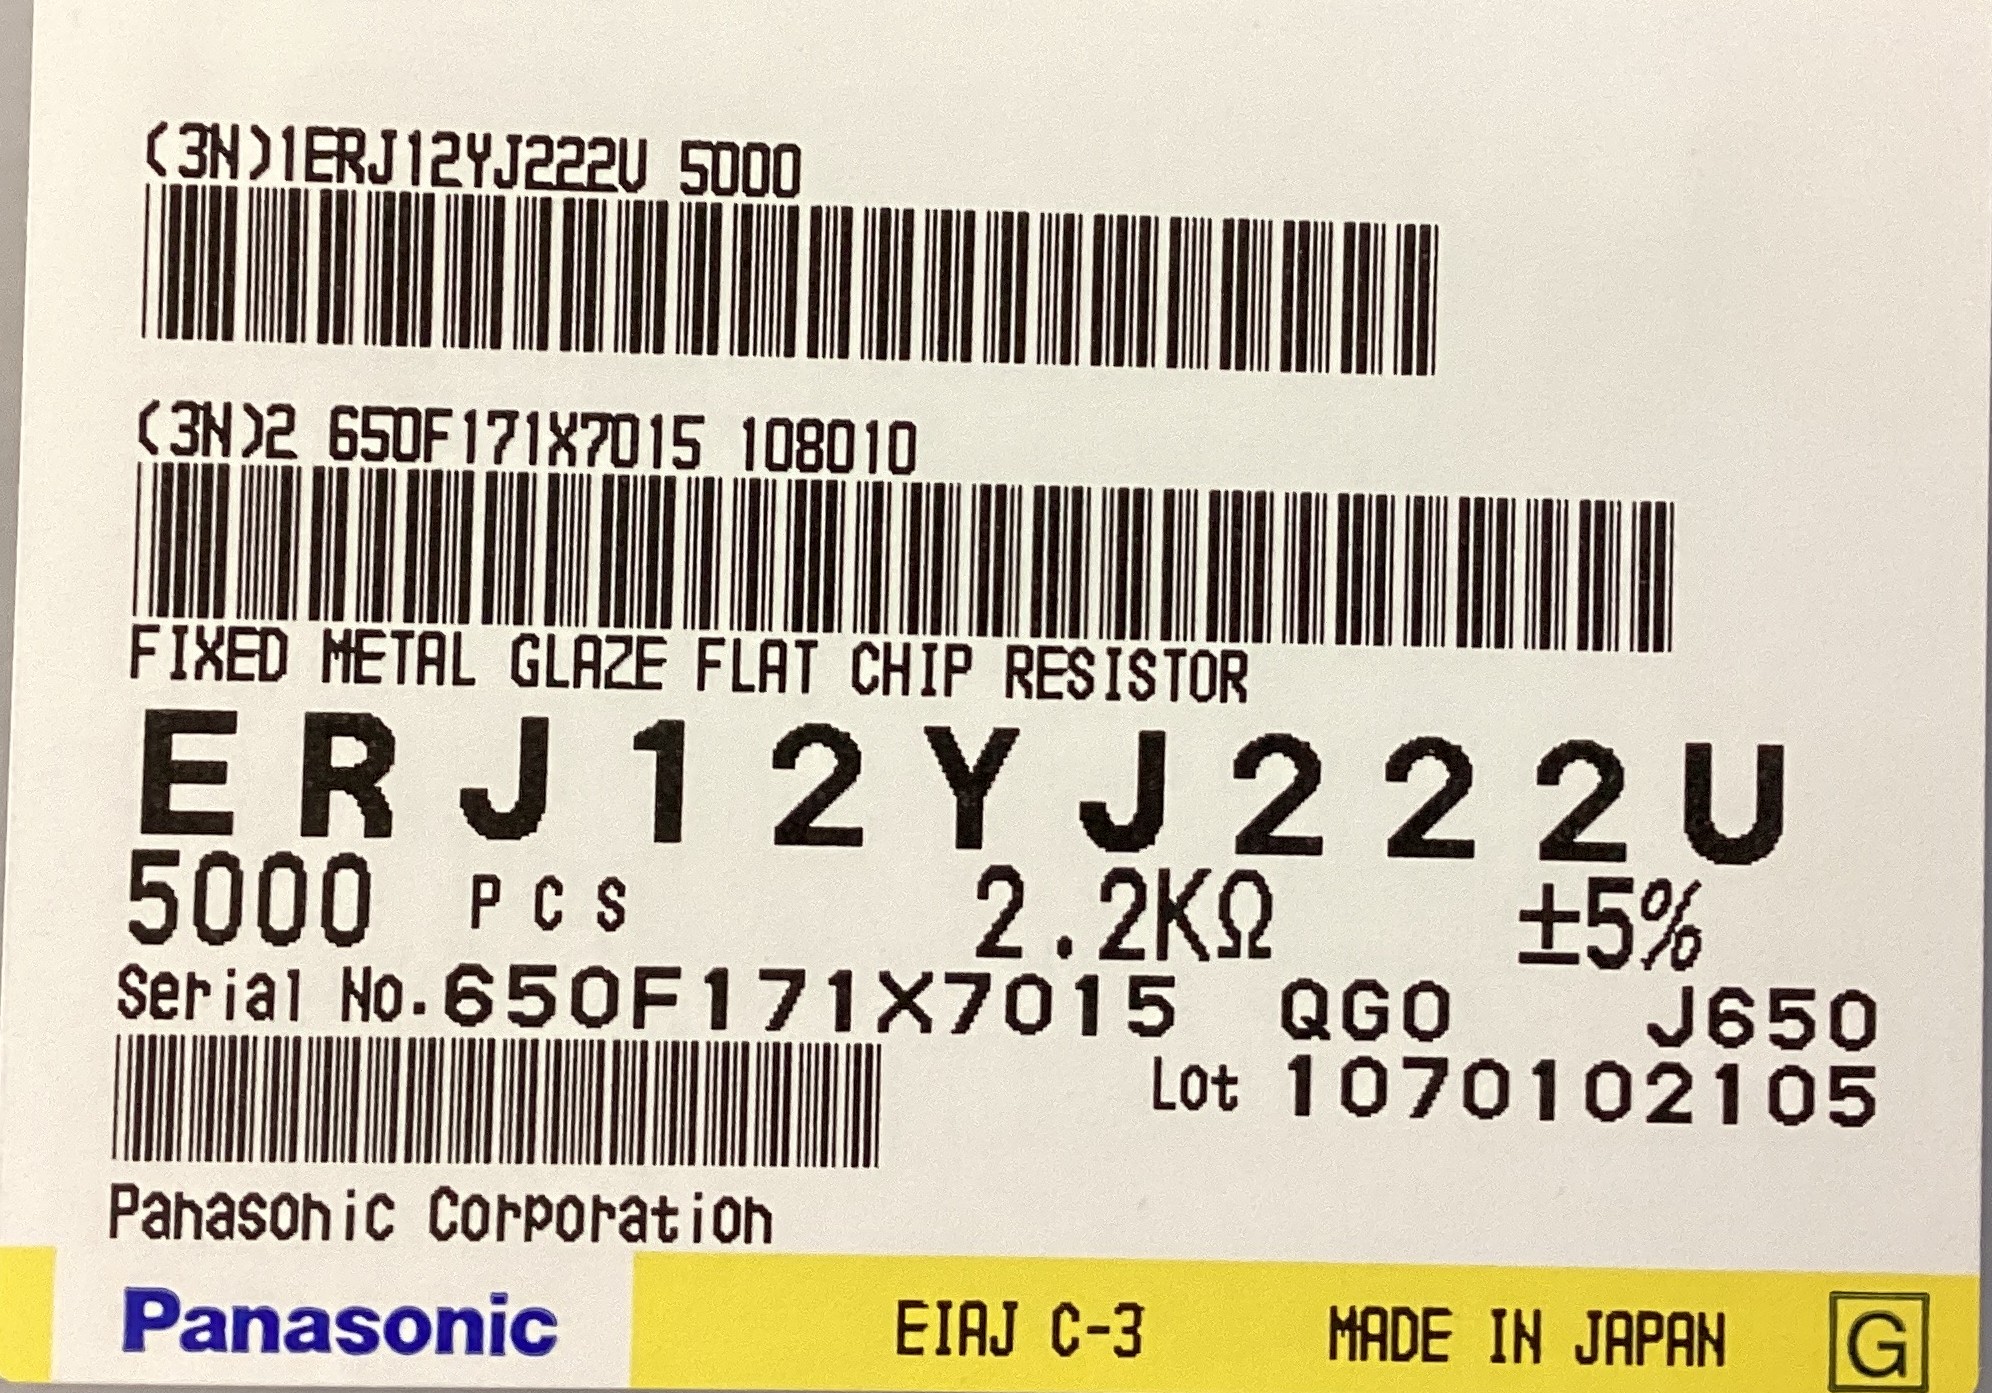 (3N)1ERJ12YJ222U 5000
(3N)2 650F171X7015 108010
FIXED METAL GLAZE FLAT CHIP RESISTOR
ERJ12YJ222U
5000 PCS 2.2KΩ ±5%
Serial No.650F171X7015 QGO J650
Lot 1070102105
Panasonic Corporation
Panasonic EIAJ C-3 MADE IN JAPAN G